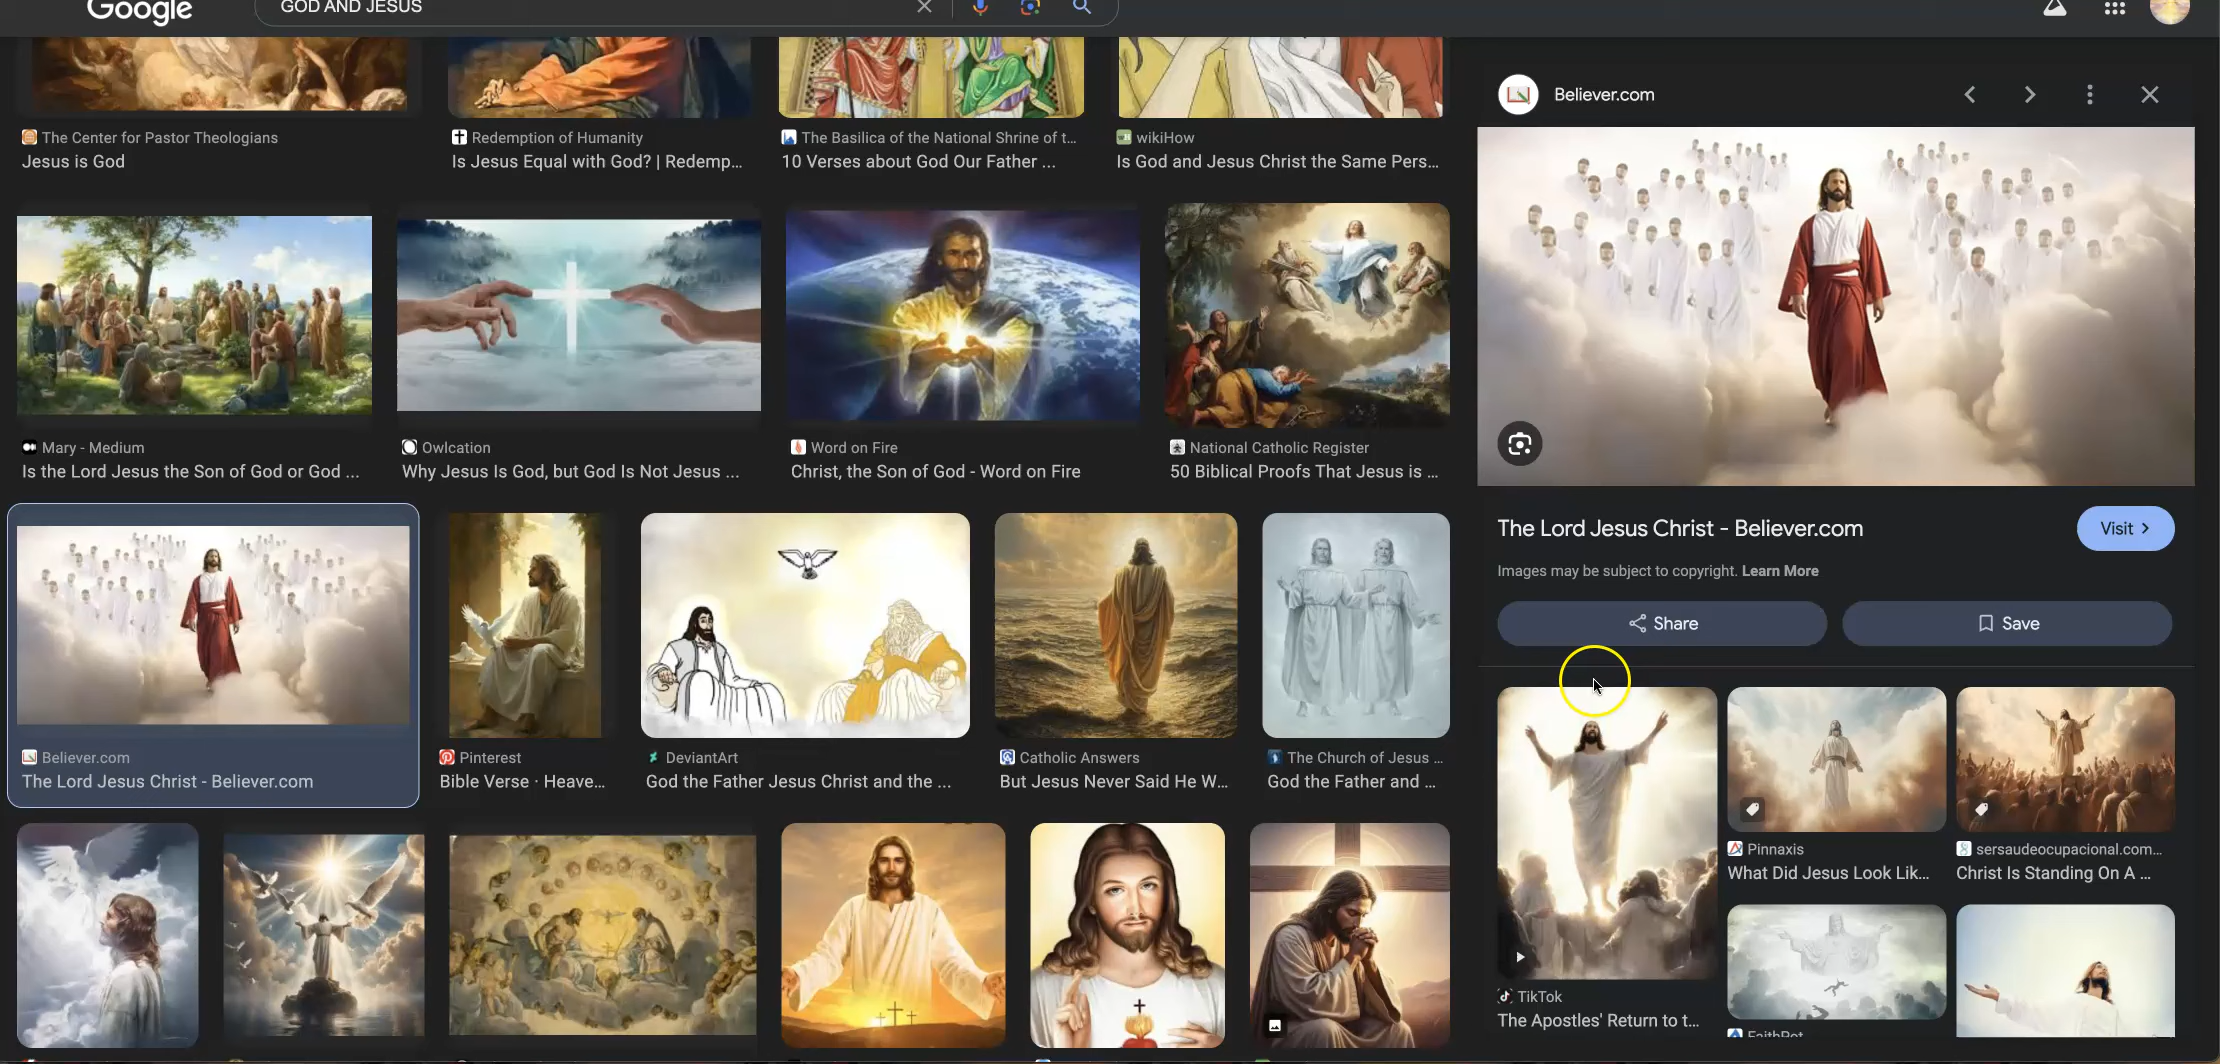 Google
GOD AND JESUS
The Center for Pastor Theologians
Jesus is God
Redemption of Humanity
Is Jesus Equal with God? | Redemp...
The Basilica of the National Shrine of t...
10 Verses about God Our Father ...
wikiHow
Is God and Jesus Christ the Same Pers...
Believer.com
Mary - Medium
Is the Lord Jesus the Son of God or God ...
Owlcation
Why Jesus Is God, but God Is Not Jesus ...
Word on Fire
Christ, the Son of God - Word on Fire
National Catholic Register
50 Biblical Proofs That Jesus is ...
The Lord Jesus Christ - Believer.com
Visit
Images may be subject to copyright. Learn More
Share
Save
Believer.com
The Lord Jesus Christ - Believer.com
Pinterest
Bible Verse · Heave...
DeviantArt
God the Father Jesus Christ and the ...
Catholic Answers
But Jesus Never Said He W...
The Church of Jesus ...
God the Father and ...
Pinnaxis
What Did Jesus Look Lik...
sersaudeocupacional.com...
Christ Is Standing On A ...
TikTok
The Apostles' Return to t...
FaithPot